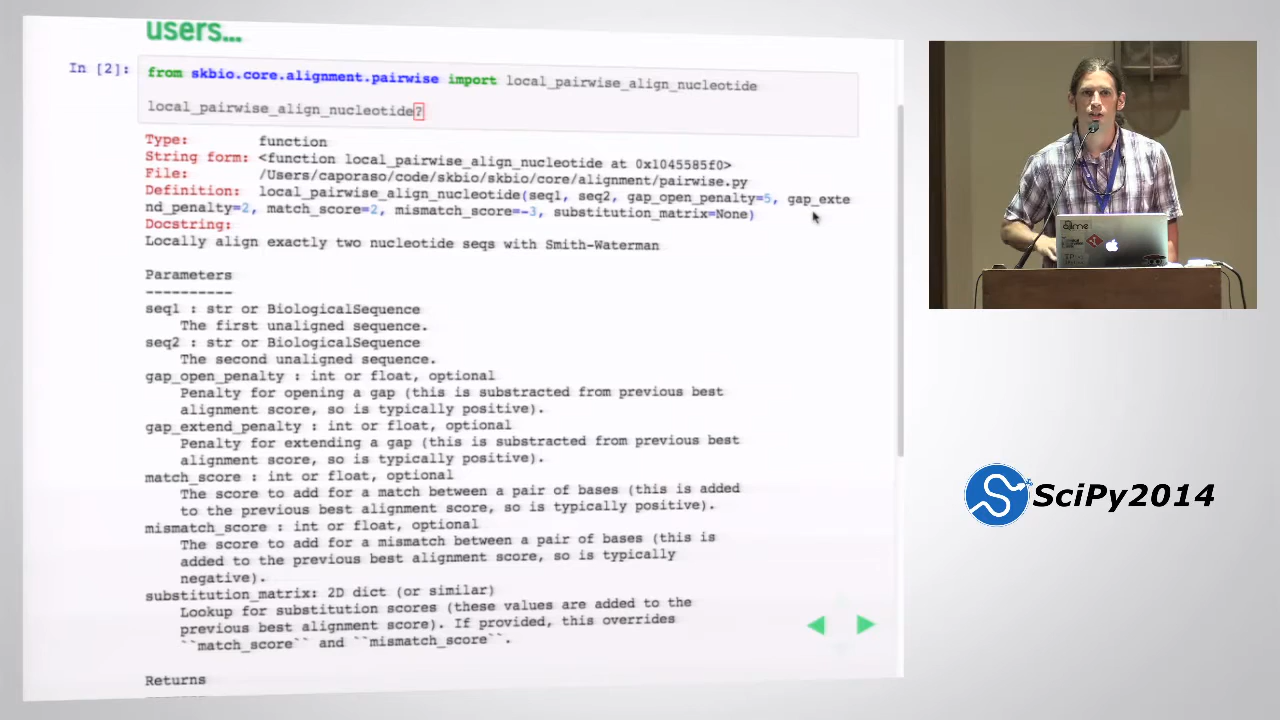 users...
In [2]: from skbio.core.alignment.pairwise import local_pairwise_align_nucleotide
local_pairwise_align_nucleotide?
Type: function
String form: <function local_pairwise_align_nucleotide at 0x1045585f0>
File: /Users/caporaso/code/skbio/skbio/core/alignment/pairwise.py
Definition: local_pairwise_align_nucleotide(seq1, seq2, gap_open_penalty=5, gap_exte
nd_penalty=2, match_score=2, mismatch_score=-3, substitution_matrix=None)
Docstring:
Locally align exactly two nucleotide seqs with Smith-Waterman
Parameters
----------
seq1 : str or BiologicalSequence
The first unaligned sequence.
seq2 : str or BiologicalSequence
The second unaligned sequence.
gap_open_penalty : int or float, optional
Penalty for opening a gap (this is substracted from previous best
alignment score, so is typically positive).
gap_extend_penalty : int or float, optional
Penalty for extending a gap (this is substracted from previous best
alignment score, so is typically positive).
match_score : int or float, optional
The score to add for a match between a pair of bases (this is added
to the previous best alignment score, so is typically positive).
mismatch_score : int or float, optional
The score to add for a mismatch between a pair of bases (this is
added to the previous best alignment score, so is typically
negative).
substitution_matrix: 2D dict (or similar)
Lookup for substitution scores (these values are added to the
previous best alignment score). If provided, this overrides
``match_score`` and ``mismatch_score``.
Returns
SciPy2014